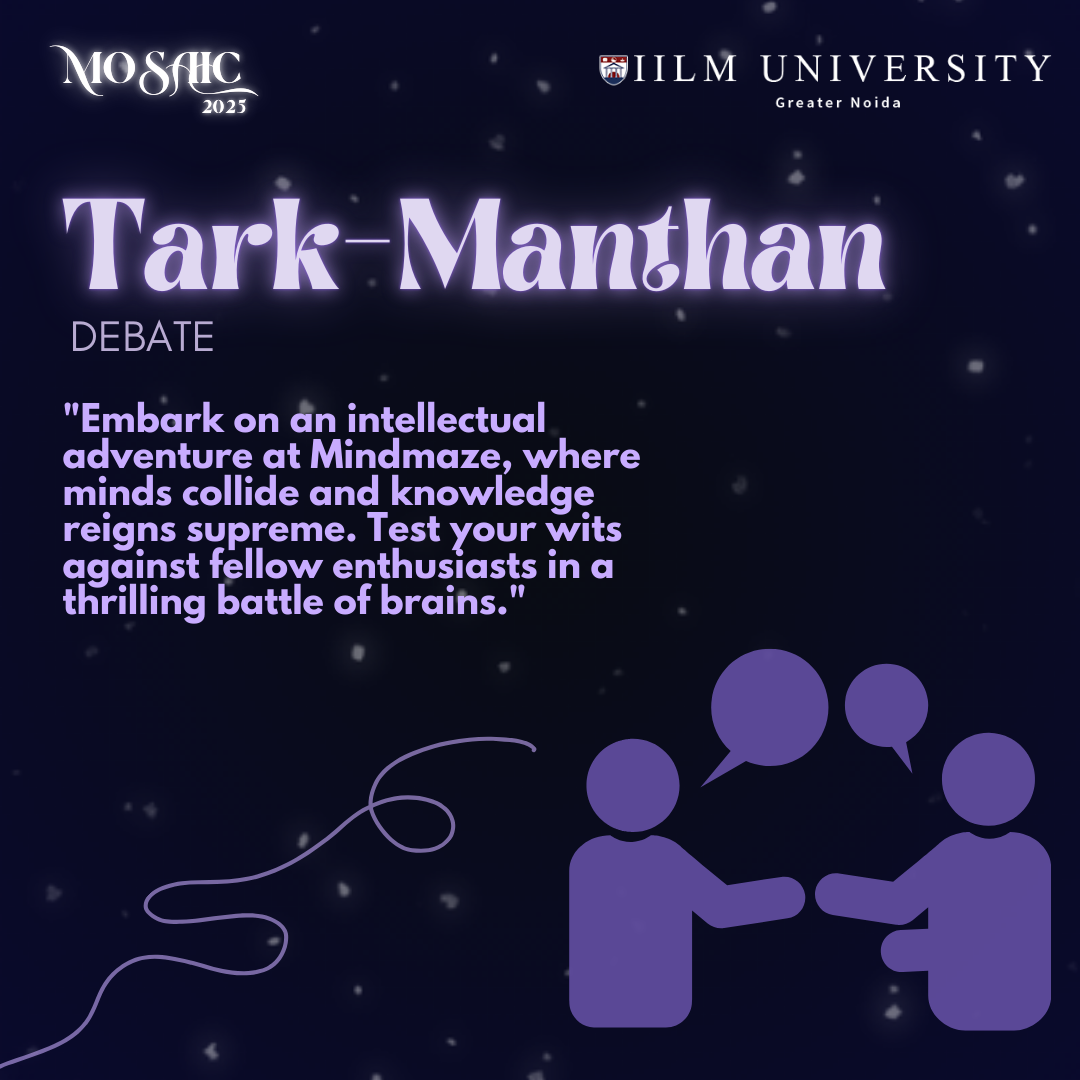 MOSAIC
2025
IILM UNIVERSITY
Greater Noida
Tark-Manthan
DEBATE
"Embark on an intellectual
adventure at Mindmaze, where
minds collide and knowledge
reigns supreme. Test your wits
against fellow enthusiasts in a
thrilling battle of brains."